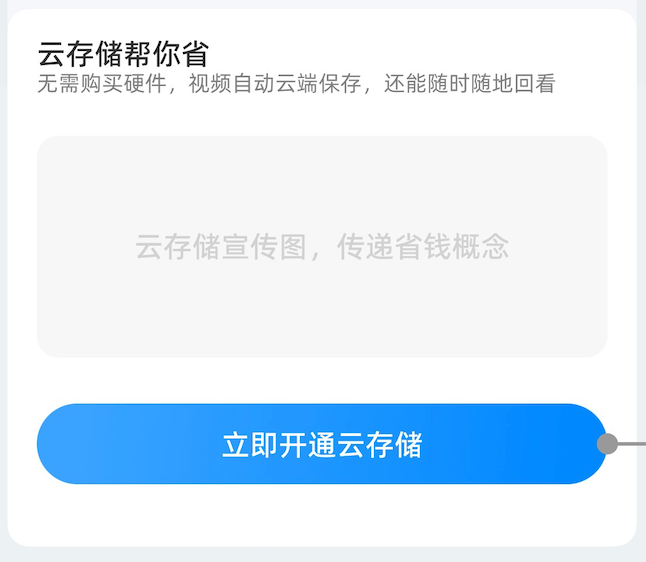 云存储帮你省
无需购买硬件，视频自动云端保存，还能随时随地回看
云存储宣传图，传递省钱概念
立即开通云存储